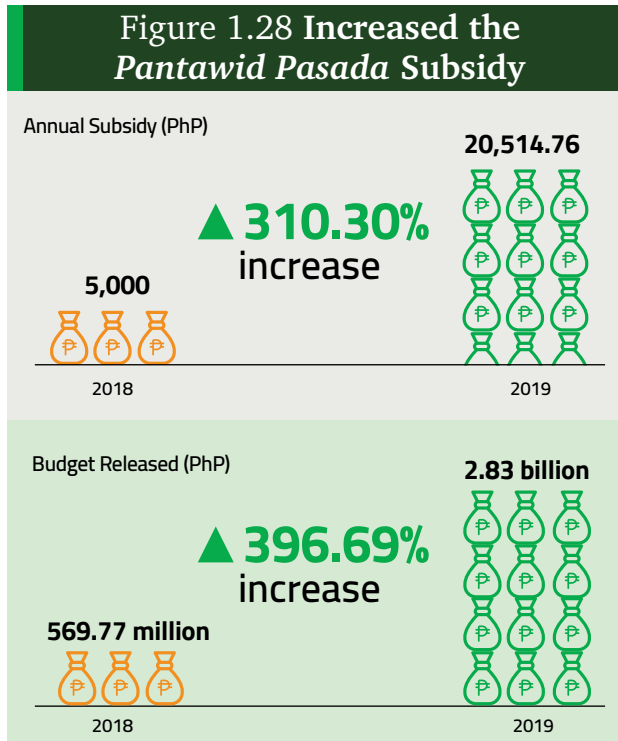 Figure 1.28 Increased the
Pantawid Pasada Subsidy
Annual Subsidy (PhP)
20,514.76
▲ 310.30%
increase
5,000
₱ ₱ ₱
₱ ₱ ₱
₱ ₱ ₱
₱ ₱ ₱
2018
2019
Budget Released (PhP)
2.83 billion
▲ 396.69%
increase
569.77 million
₱ ₱ ₱
₱ ₱ ₱
₱ ₱ ₱
₱ ₱ ₱
₱ ₱ ₱
2018
2019